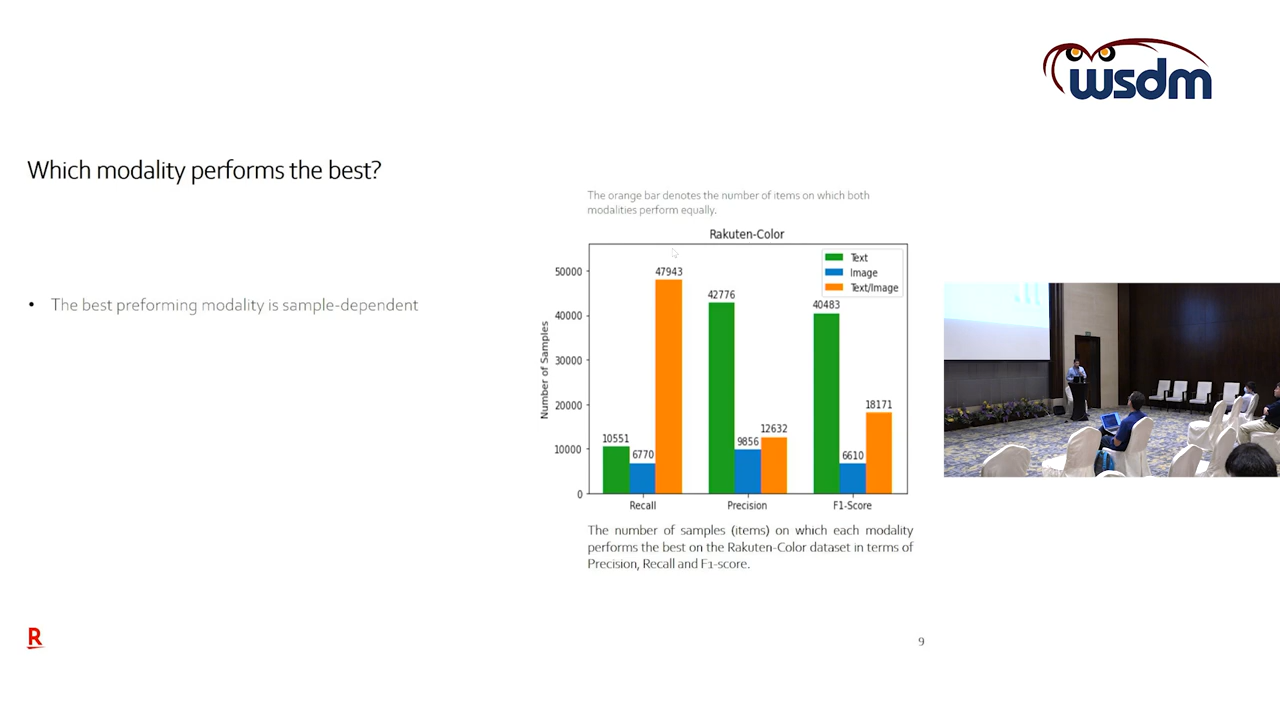 wsdm
Which modality performs the best?
• The best preforming modality is sample-dependent
The orange bar denotes the number of items on which both
modalities perform equally.
Rakuten-Color
Number of Samples
50000
40000
30000
20000
10000
0
Text
Image
Text/Image
10551
6770
47943
42776
9856
12632
40483
6610
18171
Recall
Precision
F1-Score
The number of samples (items) on which each modality
performs the best on the Rakuten-Color dataset in terms of
Precision, Recall and F1-score.
R
9